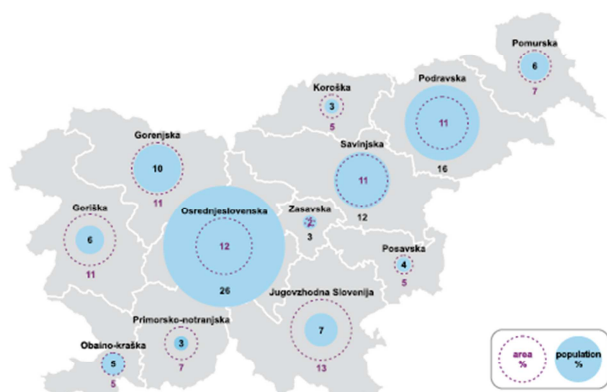 Pomurska
6
7
Koroška
3
5
Podravska
11
16
Gorenjska
10
11
Savinjska
11
12
Osrednjeslovenska
12
26
Zasavska
2
3
Goriška
6
11
Posavska
4
5
Jugovzhodna Slovenija
7
13
Primorsko-notranjska
3
7
Obalno-kraška
5
5
area
%
population
%